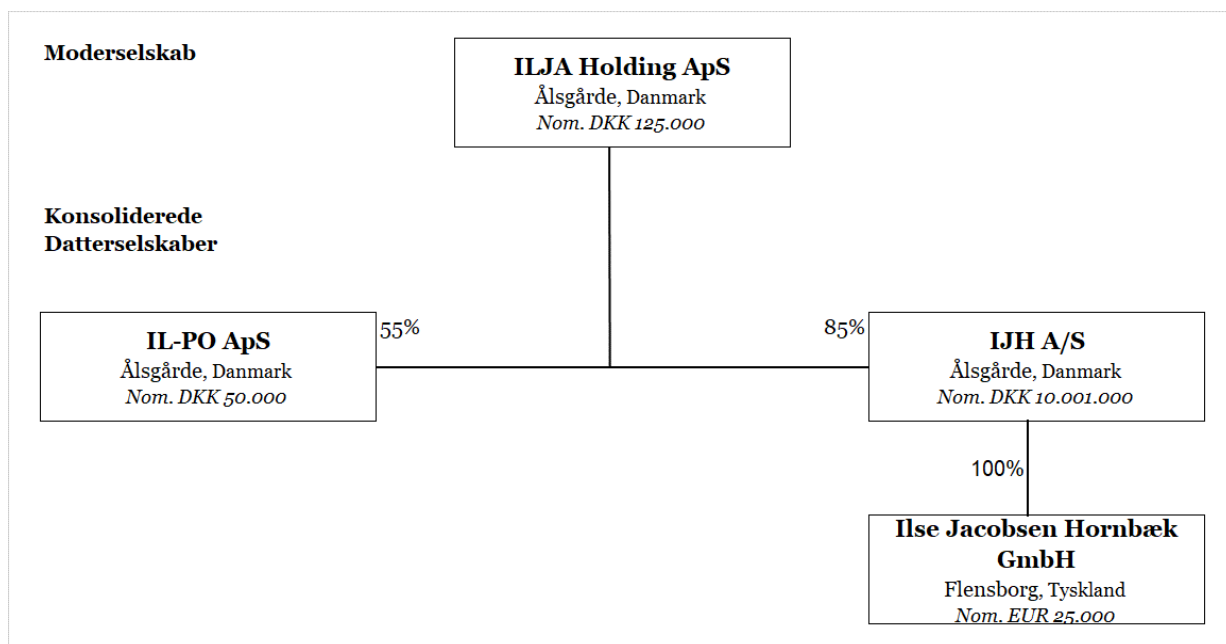 Moderselskab
ILJA Holding ApS
Ålsgårde, Danmark
Nom. DKK 125.000
Konsoliderede
Datterselskaber
IL-PO ApS
Ålsgårde, Danmark
Nom. DKK 50.000
55%
85%
IJH A/S
Ålsgårde, Danmark
Nom. DKK 10.001.000
100%
Ilse Jacobsen Hornbæk
GmbH
Flensborg, Tyskland
Nom. EUR 25.000